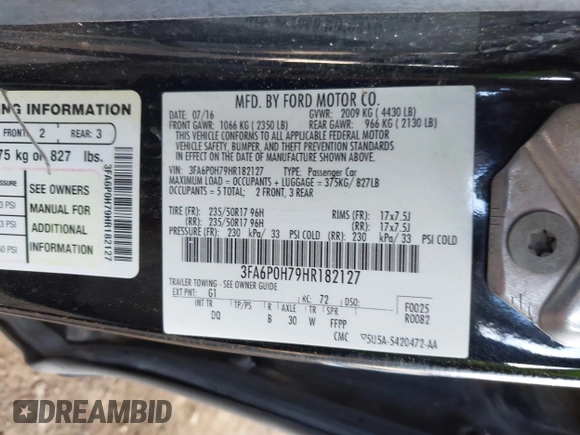 NG INFORMATION
FRONT: 2 REAR: 3
75 kg or 827 lbs.
SEE OWNERS
MANUAL FOR
ADDITIONAL
INFORMATION
PSI
PSI
PSI
3FA6P0H79HR182127
MFD. BY FORD MOTOR CO.
DATE: 07/16 GVWR: 2009 KG ( 4430 LB)
FRONT GAWR: 1066 KG ( 2350 LB) REAR GAWR: 966 KG ( 2130 LB)
THIS VEHICLE CONFORMS TO ALL APPLICABLE FEDERAL MOTOR
VEHICLE SAFETY, BUMPER, AND THEFT PREVENTION STANDARDS
IN EFFECT ON THE DATE OF MANUFACTURE SHOWN ABOVE.
VIN: 3FA6P0H79HR182127 TYPE: Passenger Car
MAXIMUM LOAD = OCCUPANTS + LUGGAGE = 375KG/ 827LB
OCCUPANTS = 5 TOTAL: 2 FRONT, 3 REAR
TIRE (FR): 235/50R17 96H RIMS (FR): 17x7.5J
(RR): 235/50R17 96H (RR): 17x7.5J
PRESSURE (FR): 230 kPa/ 33 PSI COLD (RR): 230 kPa/ 33 PSI COLD
3FA6P0H79HR182127
TRAILER TOWING - SEE OWNER GUIDE
EXT PNT: G1 RC: 72 DSO:
INT TR TP/PS R AXLE TR SPR
DQ B 30 W FFPP
F0025
R0082
CMC 5U5A-5420472-AA
DREAMBID